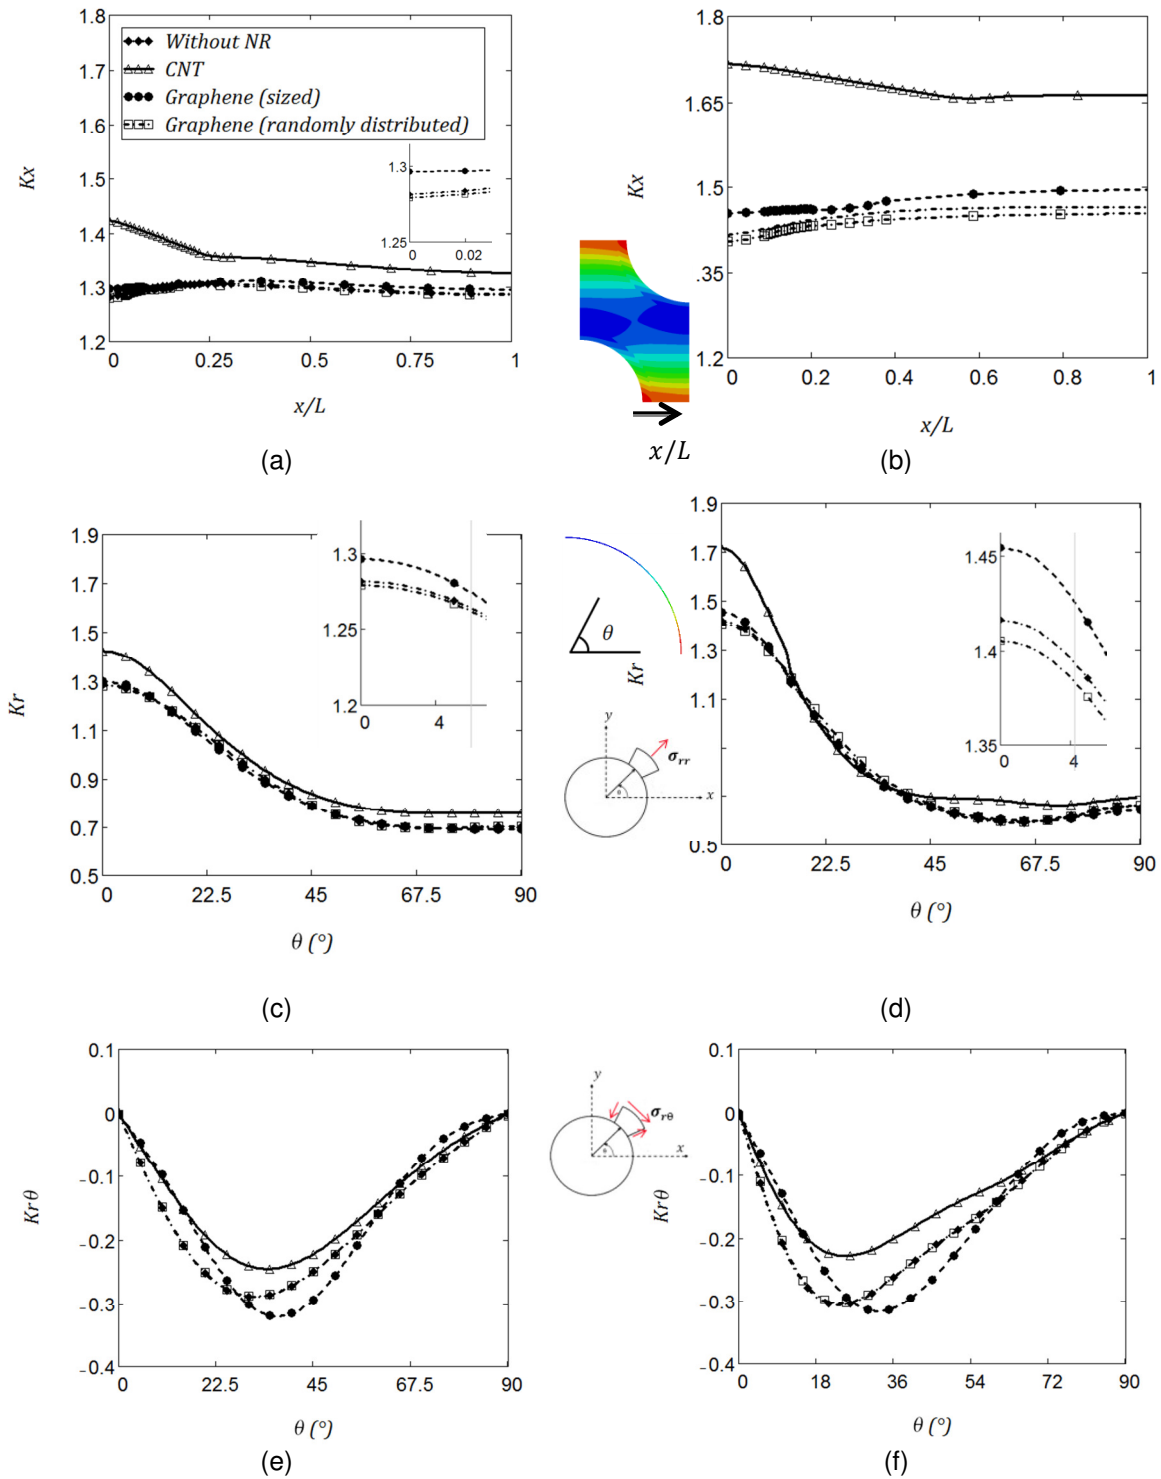 1.8
1.7
1.6
1.5
1.4
1.3
1.2
Kx
Without NR
CNT
Graphene (sized)
Graphene (randomly distributed)
1.3
1.25
0 0.02
0 0.25 0.5 0.75 1
x/L
(a)
1.8
1.65
1.5
.35
1.2
Kx
0 0.2 0.4 0.6 0.8 1
x/L
x/L
(b)
1.9
1.7
1.5
1.3
1.1
0.9
0.7
0.5
Kr
1.3
1.25
1.2
0 4
0 22.5 45 67.5 90
θ (°)
(c)
θ
y
σrr
θ
x
1.9
1.7
1.5
1.3
1.1
0.5
Kr
1.45
1.4
1.35
0 4
0 22.5 45 67.5 90
θ (°)
(d)
0.1
0
-0.1
-0.2
-0.3
-0.4
Krθ
0 22.5 45 67.5 90
θ (°)
(e)
y
σrθ
θ
x
0.1
0
-0.1
-0.2
-0.3
-0.4
Krθ
0 18 36 54 72 90
θ (°)
(f)